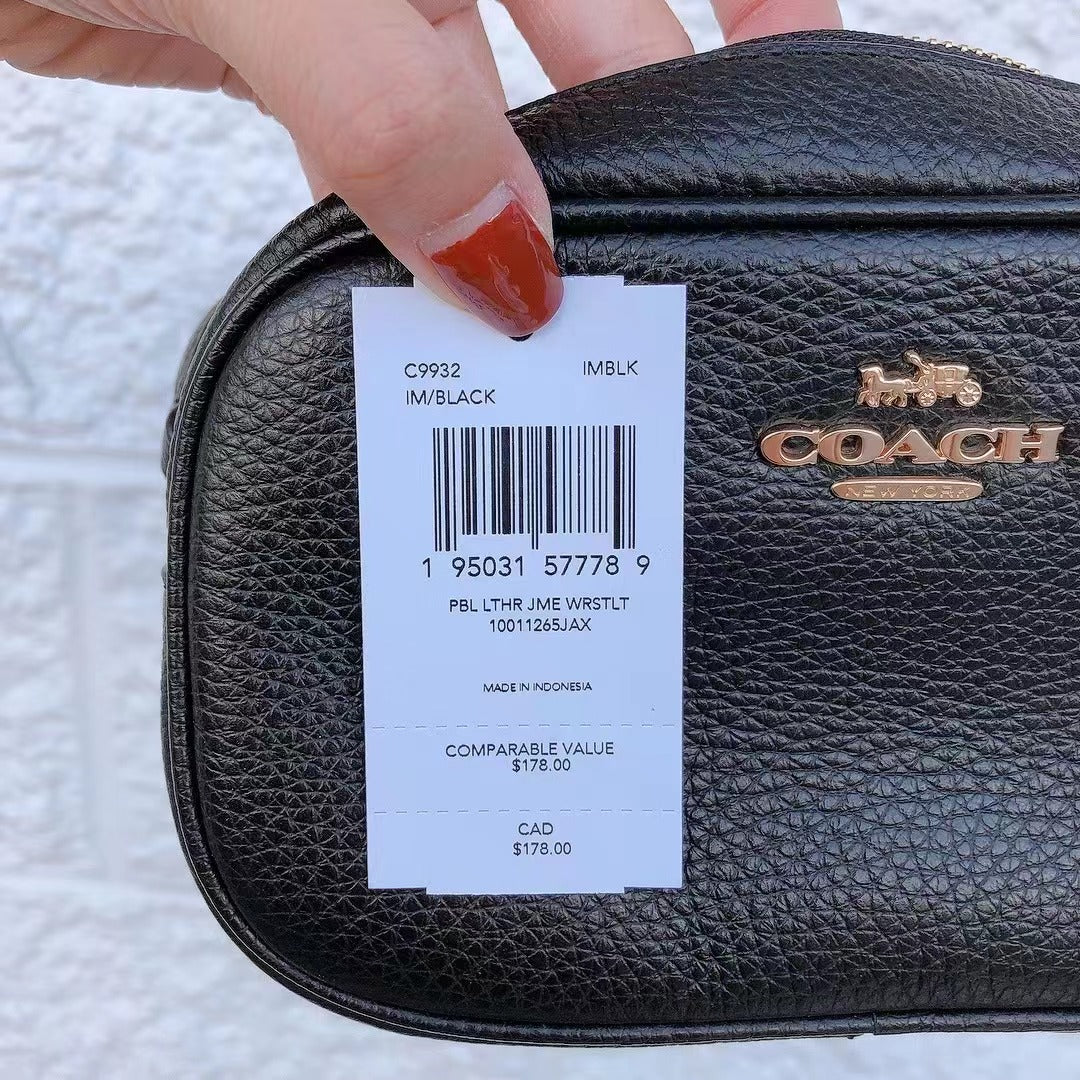 C9932 IMBLK
IM/BLACK
1 95031 57778 9
PBL LTHR JME WRSTLT
10011265JAX
MADE IN INDONESIA
COMPARABLE VALUE
$178.00
CAD
$178.00
COACH
NEW YORK